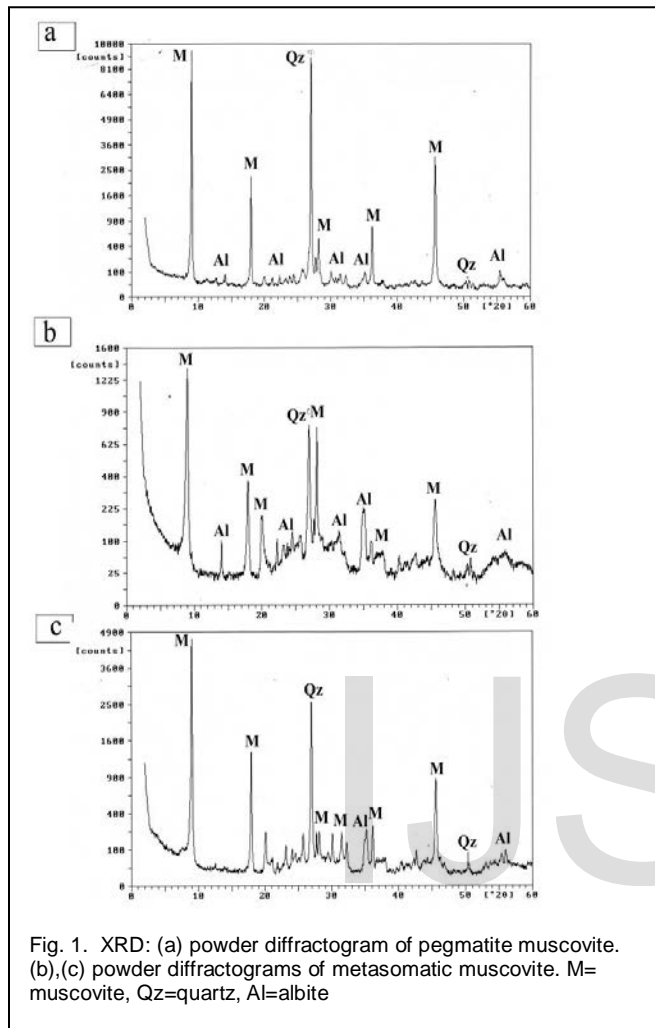 a
10000
[counts]
8100
6400
4900
3600
2500
1600
900
400
100
0
M
Al
M
Al
Qz
M
Al
Al
M
M
Qz
Al
0 10 20 30 40 50 [°2θ] 60
b
1600
[counts]
1225
900
625
400
225
100
25
0
M
Al
M
M
Al
Qz M
Al
Al
M
M
Qz
Al
0 10 20 30 40 50 [°2θ] 60
c
4900
[counts]
3600
2500
1600
900
400
100
0
M
M
Qz
M
M
Al
M
M
Qz
Al
0 10 20 30 40 50 [°2θ] 60
IJS
Fig. 1. XRD: (a) powder diffractogram of pegmatite muscovite.
(b),(c) powder diffractograms of metasomatic muscovite. M=
muscovite, Qz=quartz, Al=albite